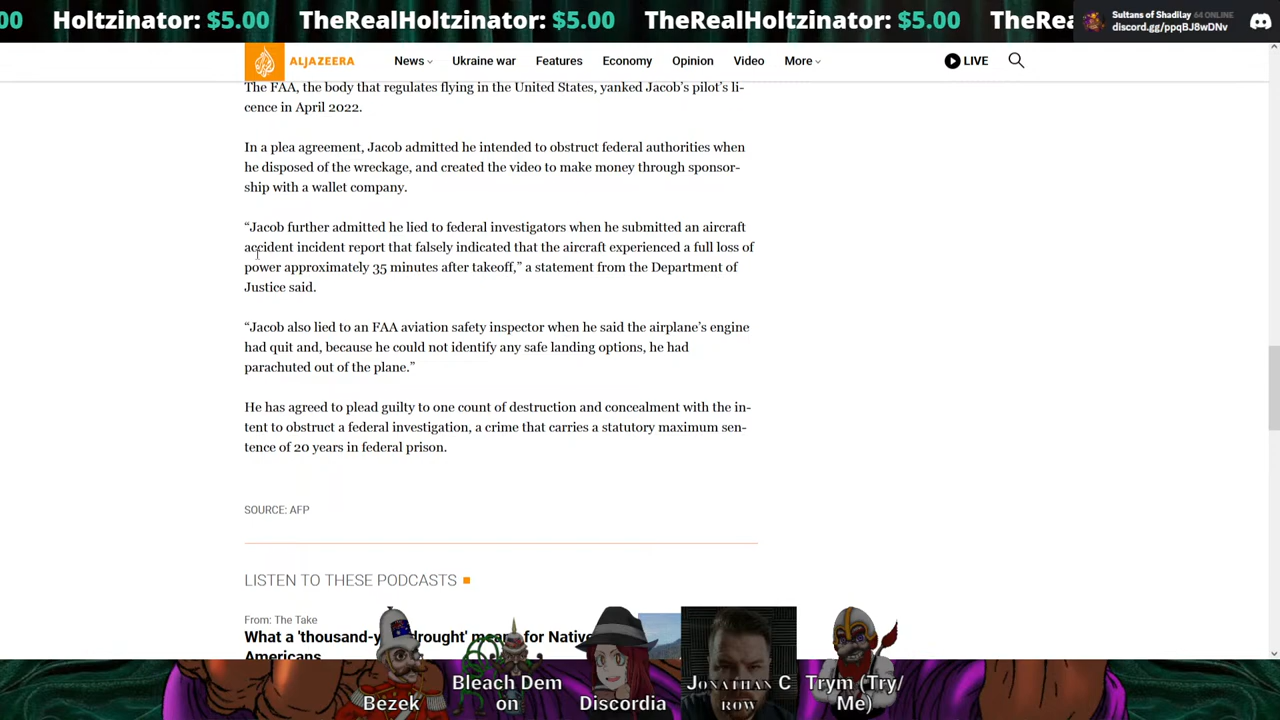 00 Holtzinator: $5.00 TheRealHoltzinator: $5.00 TheRealHoltzinator: $5.00 TheRea
Sultans of Shadilay 64 ONLINE
discord.gg/ppqBJ8wDNv
ALJAZEERA News Ukraine war Features Economy Opinion Video More LIVE
The FAA, the body that regulates flying in the United States, yanked Jacob’s pilot’s li-
cence in April 2022.
In a plea agreement, Jacob admitted he intended to obstruct federal authorities when
he disposed of the wreckage, and created the video to make money through sponsor-
ship with a wallet company.
“Jacob further admitted he lied to federal investigators when he submitted an aircraft
accident incident report that falsely indicated that the aircraft experienced a full loss of
power approximately 35 minutes after takeoff,” a statement from the Department of
Justice said.
“Jacob also lied to an FAA aviation safety inspector when he said the airplane’s engine
had quit and, because he could not identify any safe landing options, he had
parachuted out of the plane.”
He has agreed to plead guilty to one count of destruction and concealment with the in-
tent to obstruct a federal investigation, a crime that carries a statutory maximum sen-
tence of 20 years in federal prison.
SOURCE: AFP
LISTEN TO THESE PODCASTS
From: The Take
What a 'thousand-y drought' mea for Native
Americans
Bezek
Bleach Dem
on
Discordia
JONATHAN C
ROW
Trym (Try/
Me)